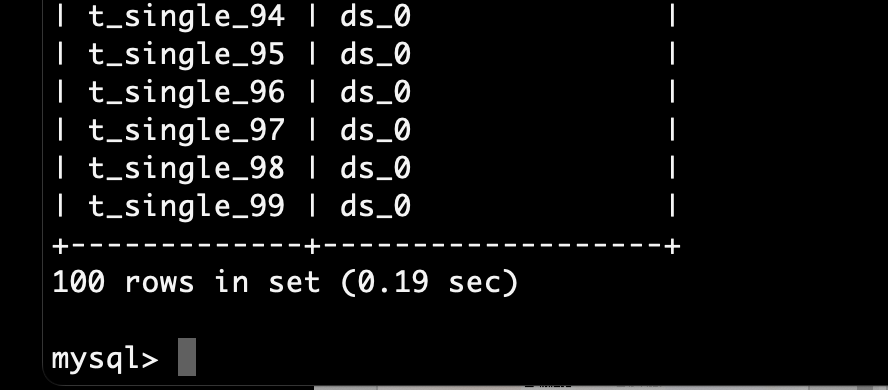 | t_single_94 | ds_0              |
| t_single_95 | ds_0              |
| t_single_96 | ds_0              |
| t_single_97 | ds_0              |
| t_single_98 | ds_0              |
| t_single_99 | ds_0              |
+-------------+-------------------+
100 rows in set (0.19 sec)
mysql>